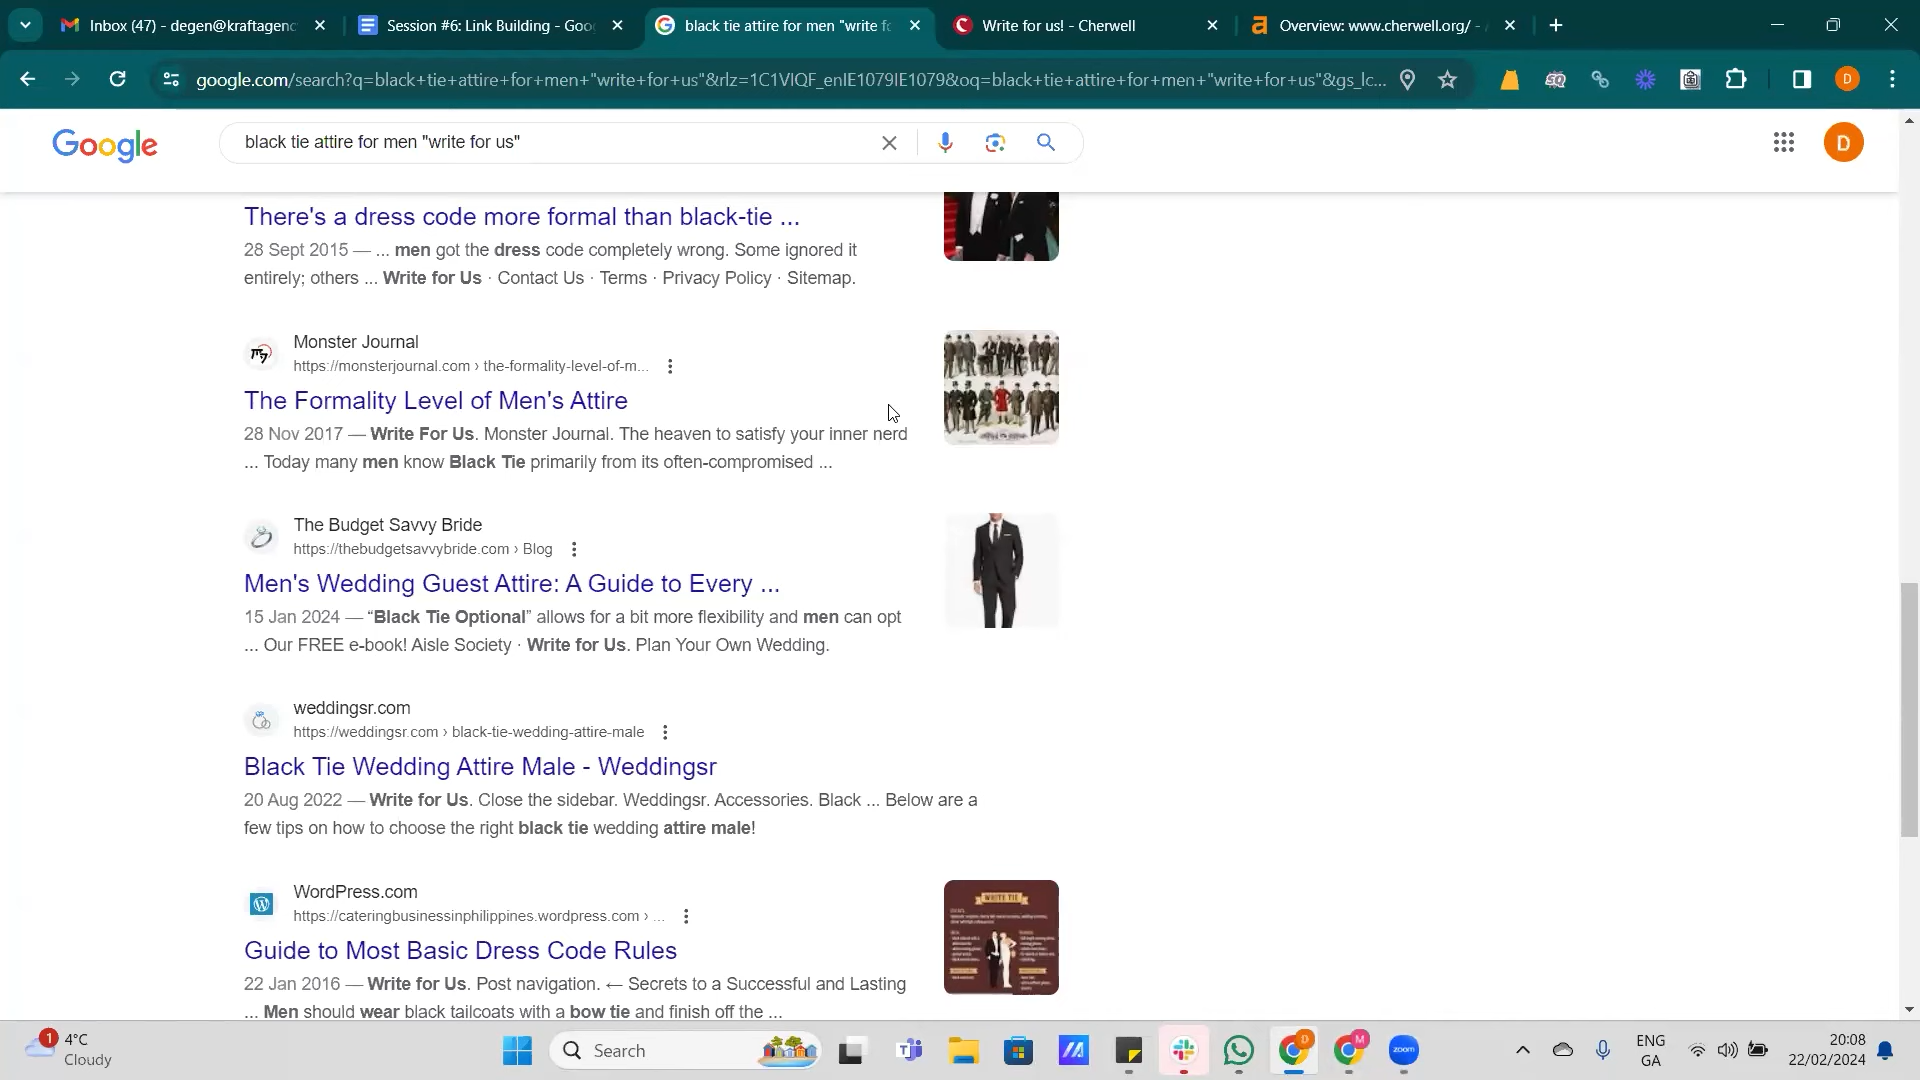 Inbox (47) - degen@kraftagenc
Session #6: Link Building - Goo
black tie attire for men "write fo
Write for us! - Cherwell
Overview: www.cherwell.org/ -
google.com/search?q=black+tie+attire+for+men+"write+for+us"&rlz=1C1VIQF_enIE1079IE1079&oq=black+tie+attire+for+men+"write+for+us"&gs_lc...
D
Google
black tie attire for men "write for us"
D
There's a dress code more formal than black-tie ...
28 Sept 2015 — ... men got the dress code completely wrong. Some ignored it
entirely; others ... Write for Us · Contact Us · Terms · Privacy Policy · Sitemap.
Monster Journal
https://monsterjournal.com › the-formality-level-of-m...
The Formality Level of Men's Attire
28 Nov 2017 — Write For Us. Monster Journal. The heaven to satisfy your inner nerd
... Today many men know Black Tie primarily from its often-compromised ...
The Budget Savvy Bride
https://thebudgetsavvybride.com › Blog
Men's Wedding Guest Attire: A Guide to Every ...
15 Jan 2024 — “Black Tie Optional” allows for a bit more flexibility and men can opt
... Our FREE e-book! Aisle Society · Write for Us. Plan Your Own Wedding.
weddingsr.com
https://weddingsr.com › black-tie-wedding-attire-male
Black Tie Wedding Attire Male - Weddingsr
20 Aug 2022 — Write for Us. Close the sidebar. Weddingsr. Accessories. Black ... Below are a
few tips on how to choose the right black tie wedding attire male!
WordPress.com
https://cateringbusinessinphilippines.wordpress.com › ...
Guide to Most Basic Dress Code Rules
22 Jan 2016 — Write for Us. Post navigation. ← Secrets to a Successful and Lasting
... Men should wear black tailcoats with a bow tie and finish off the ...
WHITE TIE
1
4°C
Cloudy
Search
D
M
zoom
ENG
GA
20:08
22/02/2024